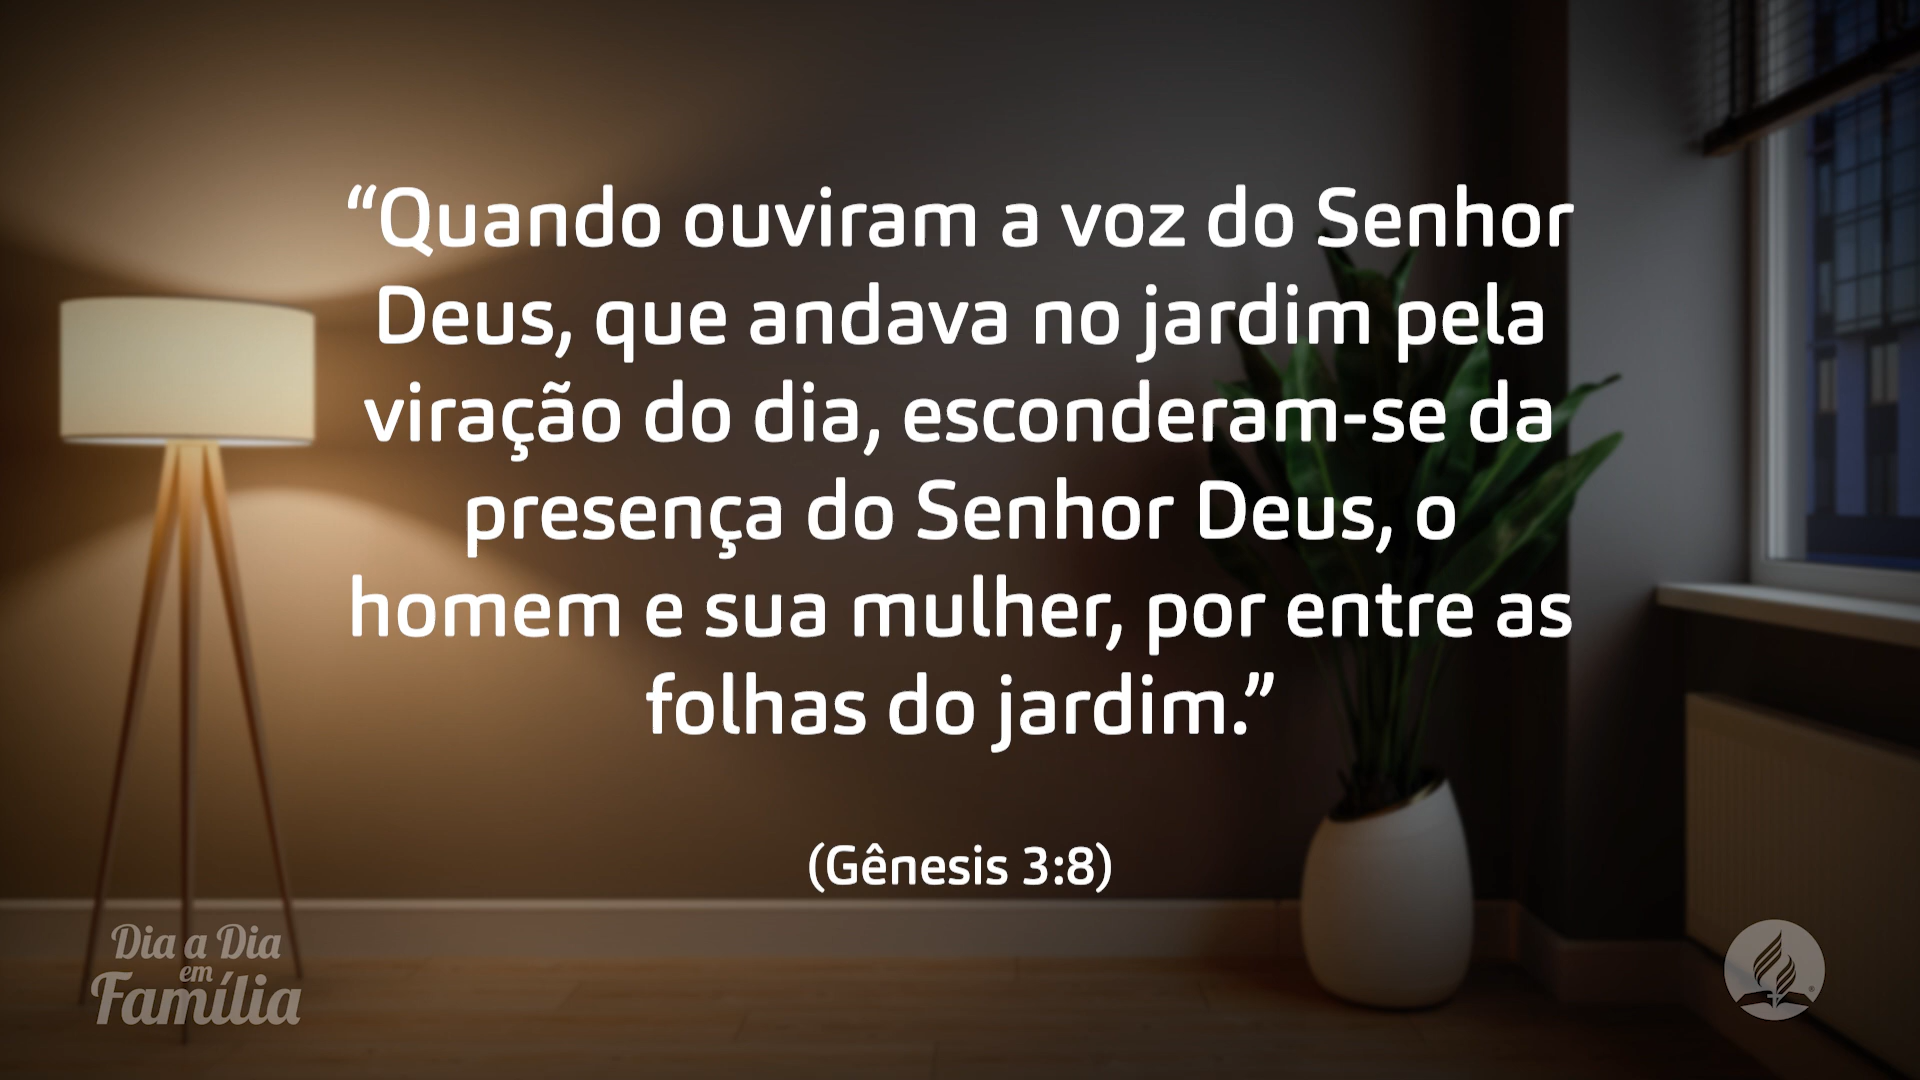 “Quando ouviram a voz do Senhor
Deus, que andava no jardim pela
viração do dia, esconderam-se da
presença do Senhor Deus, o
homem e sua mulher, por entre as
folhas do jardim.”
(Gênesis 3:8)
Dia a Dia
em
Família